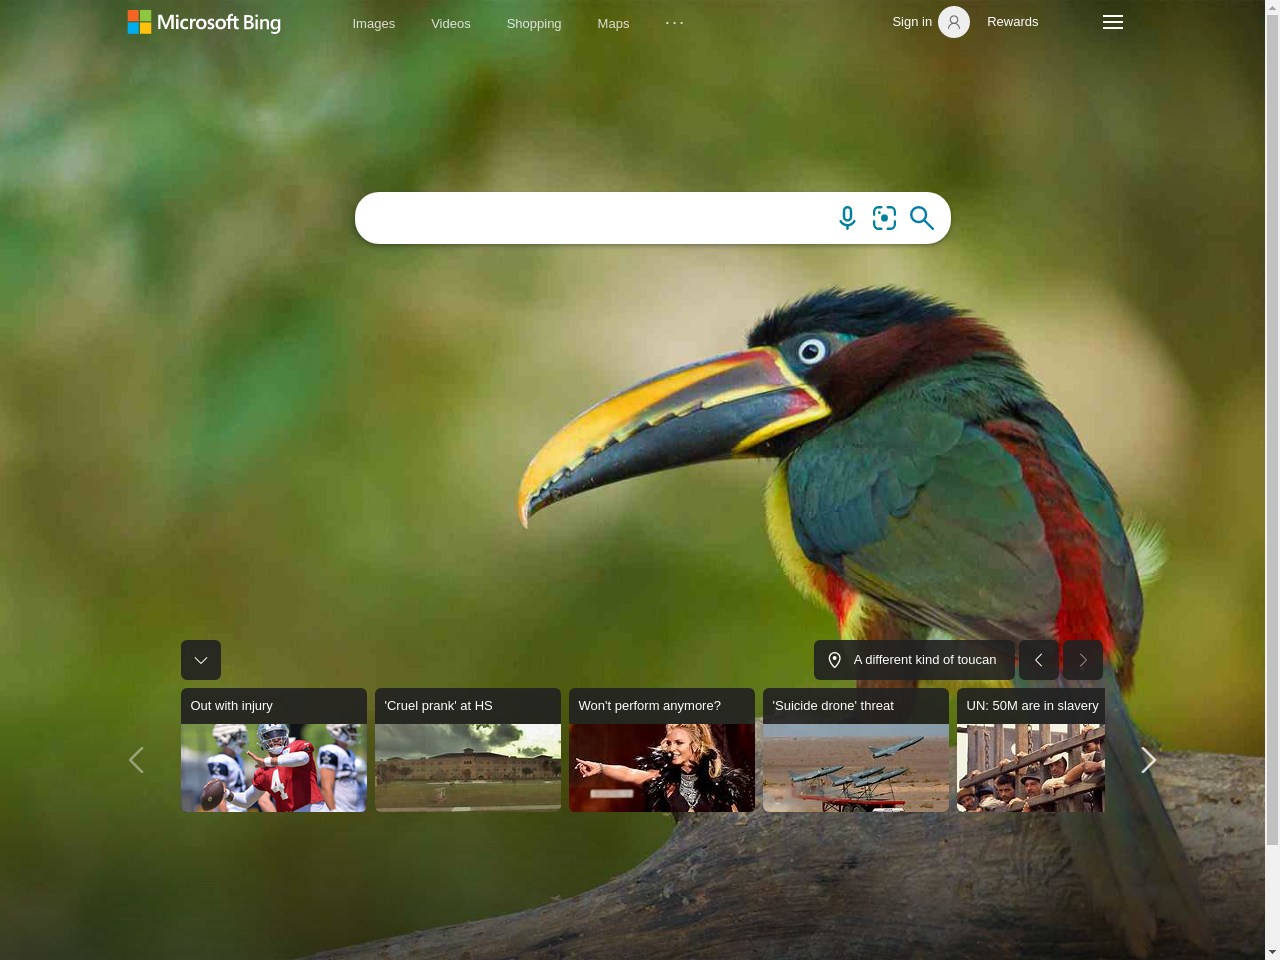 Microsoft Bing
Images
Videos
Shopping
Maps
...
Sign in
Rewards
A different kind of toucan
Out with injury
'Cruel prank' at HS
Won't perform anymore?
'Suicide drone' threat
UN: 50M are in slavery
4